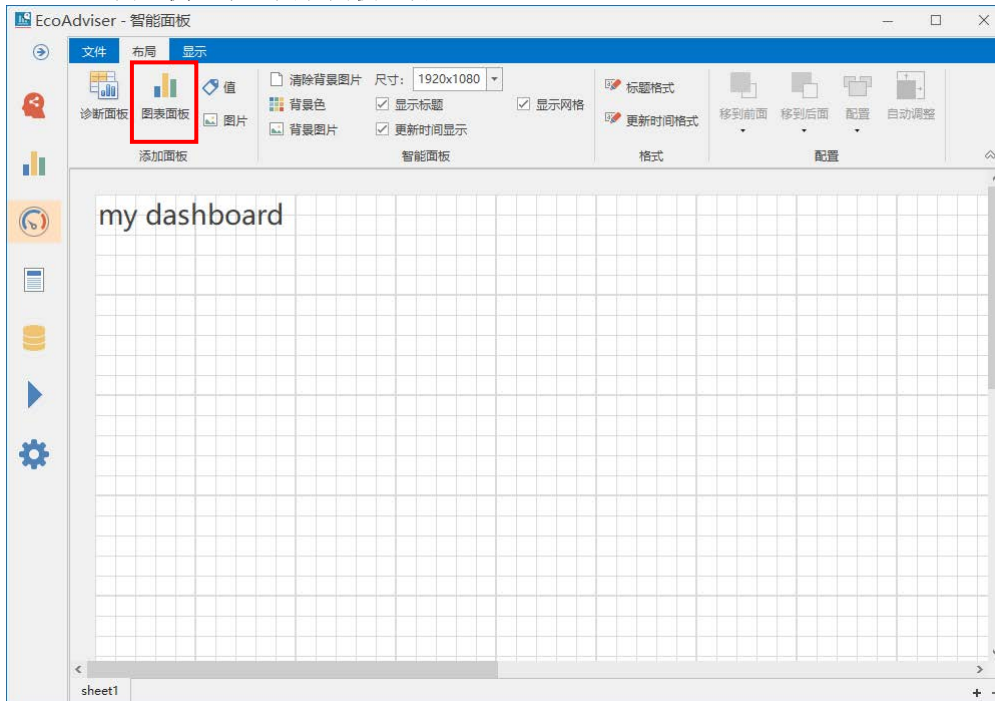 EcoAdviser - 智能面板
文件 布局 显示
诊断面板 图表面板 值 图片
清除背景图片 尺寸: 1920x1080
背景色 显示标题 显示网格
背景图片 更新时间显示
标题格式
更新时间格式
移到前面 移到后面 配置 自动调整
添加面板 智能面板 格式 配置
my dashboard
sheet1